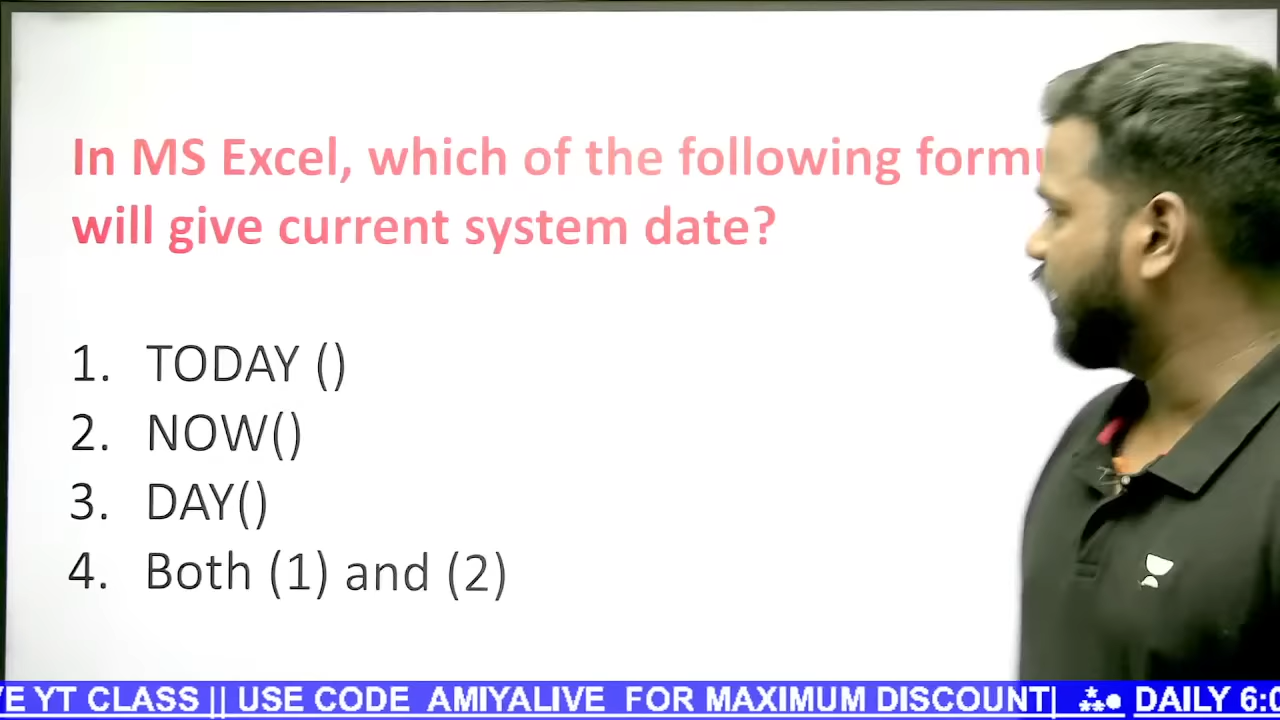 In MS Excel, which of the following
will give current system date?
1. TODAY ()
2. NOW()
3. DAY()
4. Both (1) and (2)
YT CLASS || USE CODE AMIYALIVE FOR MAXIMUM DISCOUNT| DAILY